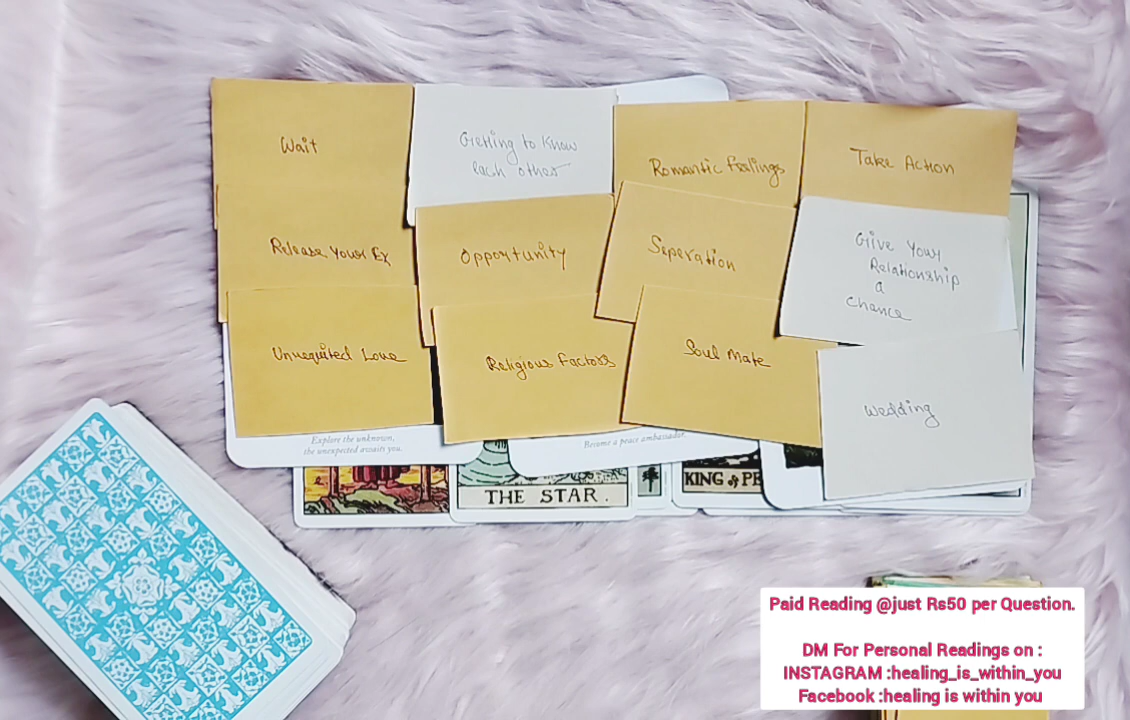 Wait
Getting to know
each other
Romantic Feelings
Take Action
Release Your Ex
Opportunity
Seperation
Give Your
Relationship
a
Chance
Unrequited Love
Religious Factors
Soul Mate
Wedding
Explore the unknown,
the unexpected awaits you.
Become a peace ambassador.
THE STAR.
KING of PE
Paid Reading @just Rs50 per Question.
DM For Personal Readings on :
INSTAGRAM :healing_is_within_you
Facebook :healing is within you